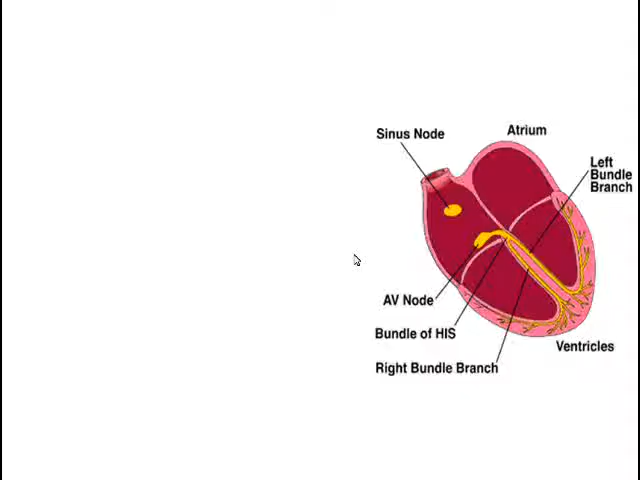 Sinus Node
Atrium
Left
Bundle
Branch
AV Node
Bundle of HIS
Ventricles
Right Bundle Branch